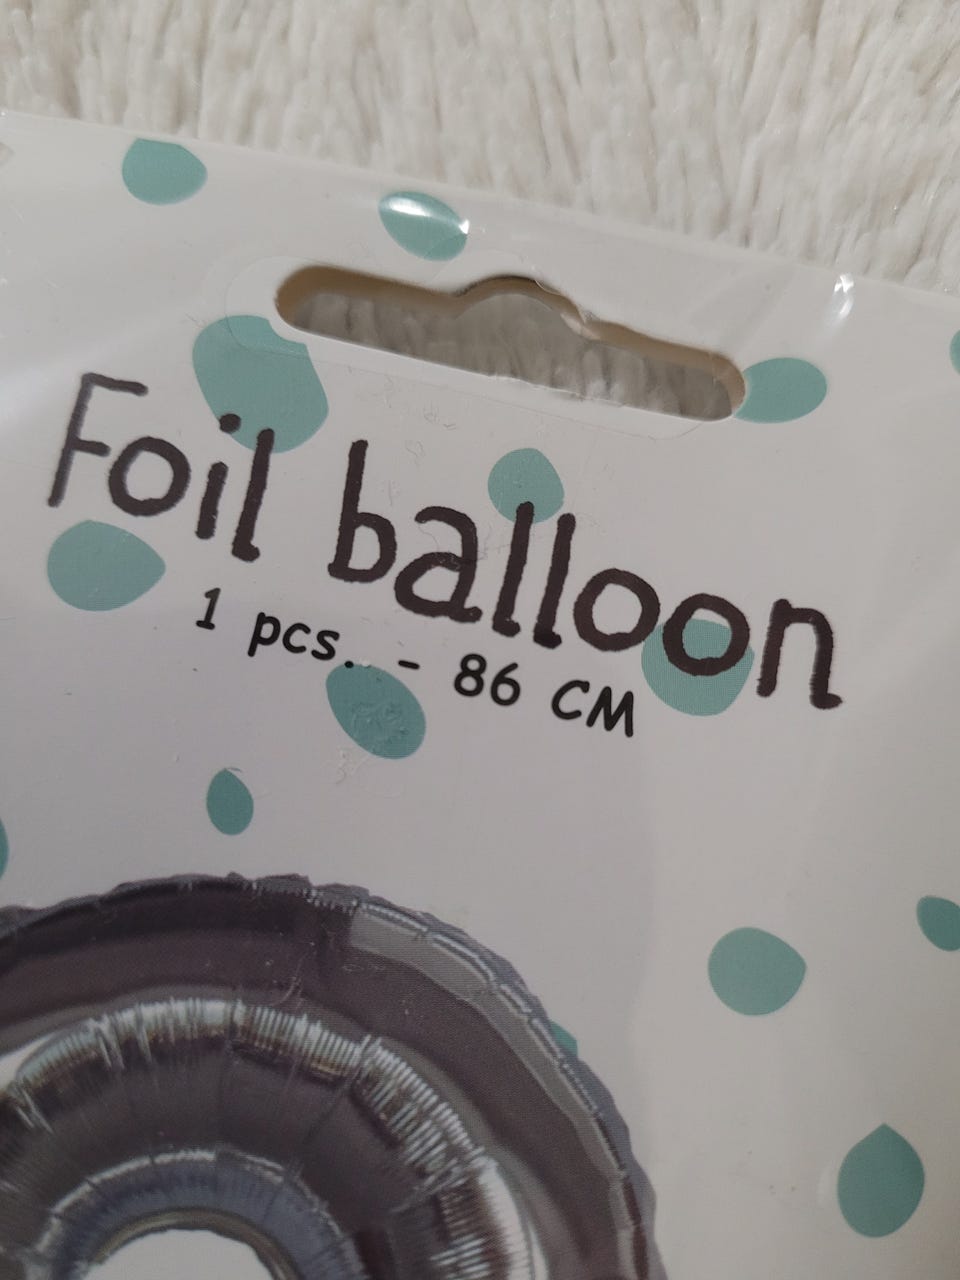 Foil balloon
1 pcs. - 86 CM